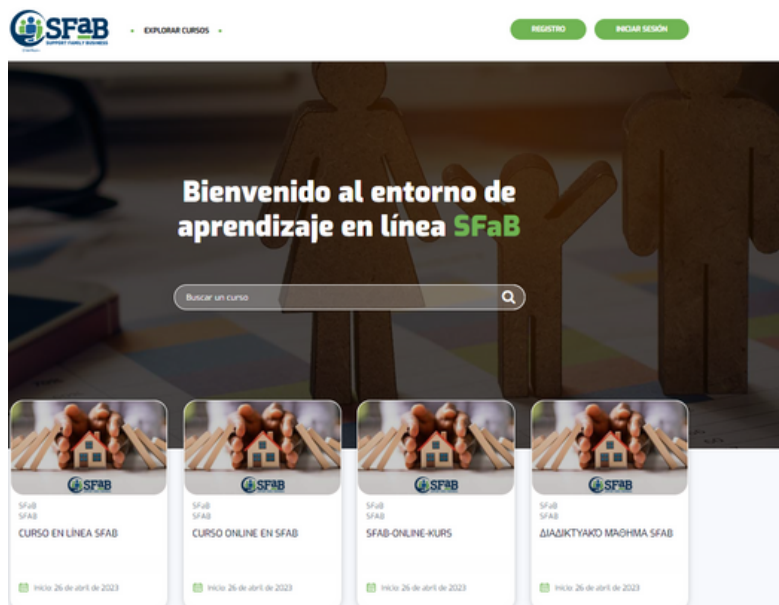 SFaB
SUPPORT FAMILY BUSINESS
EXPLORAR CURSOS
REGISTRO
INICIAR SESIÓN
Bienvenido al entorno de
aprendizaje en línea SFaB
Buscar un curso
SFaB
SFaB
SFAB
CURSO EN LÍNEA SFAB
Inicio: 26 de abril de 2023
SFaB
SFaB
SFAB
CURSO ONLINE EN SFAB
Inicio: 26 de abril de 2023
SFaB
SFaB
SFAB
SFAB-ONLINE-KURS
Inicio: 26 de abril de 2023
SFaB
SFaB
SFAB
ΔΙΑΔΙΚΤΥΑΚΌ ΜΆΘΗΜΑ SFAB
Inicio: 26 de abril de 2023